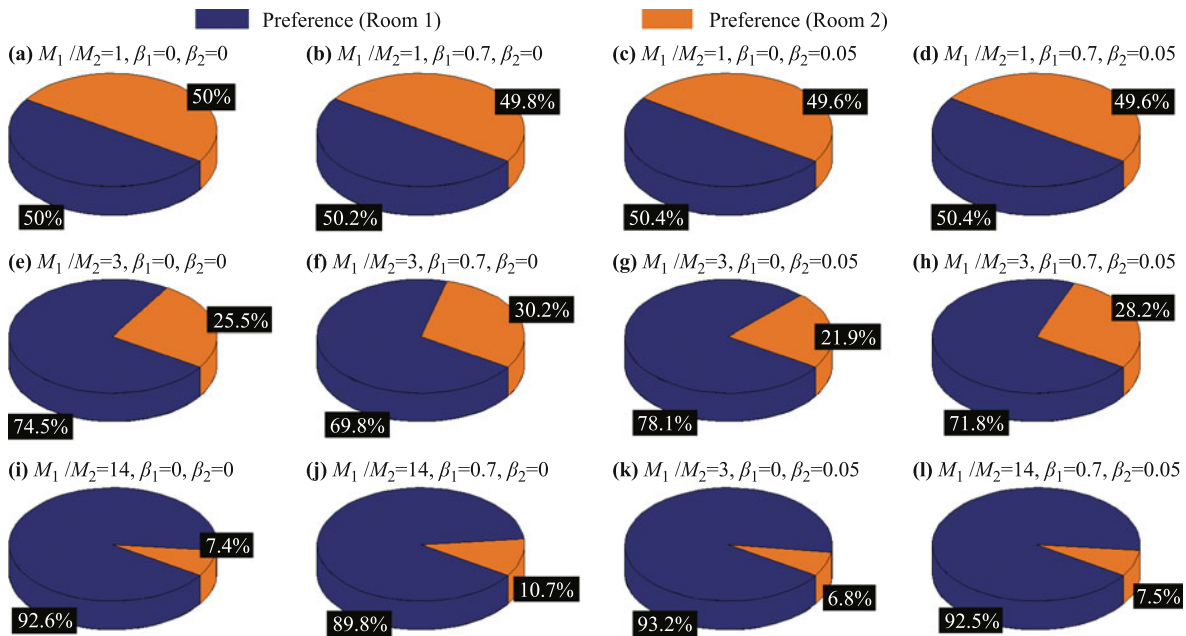 Preference (Room 1) Preference (Room 2)
(a) M₁ /M₂=1, β₁=0, β₂=0 (b) M₁ /M₂=1, β₁=0.7, β₂=0 (c) M₁ /M₂=1, β₁=0, β₂=0.05 (d) M₁ /M₂=1, β₁=0.7, β₂=0.05
50% 49.8% 49.6% 49.6%
50% 50.2% 50.4% 50.4%
(e) M₁ /M₂=3, β₁=0, β₂=0 (f) M₁ /M₂=3, β₁=0.7, β₂=0 (g) M₁ /M₂=3, β₁=0, β₂=0.05 (h) M₁ /M₂=3, β₁=0.7, β₂=0.05
25.5% 30.2% 21.9% 28.2%
74.5% 69.8% 78.1% 71.8%
(i) M₁ /M₂=14, β₁=0, β₂=0 (j) M₁ /M₂=14, β₁=0.7, β₂=0 (k) M₁ /M₂=3, β₁=0, β₂=0.05 (l) M₁ /M₂=14, β₁=0.7, β₂=0.05
7.4% 10.7% 6.8% 7.5%
92.6% 89.8% 93.2% 92.5%